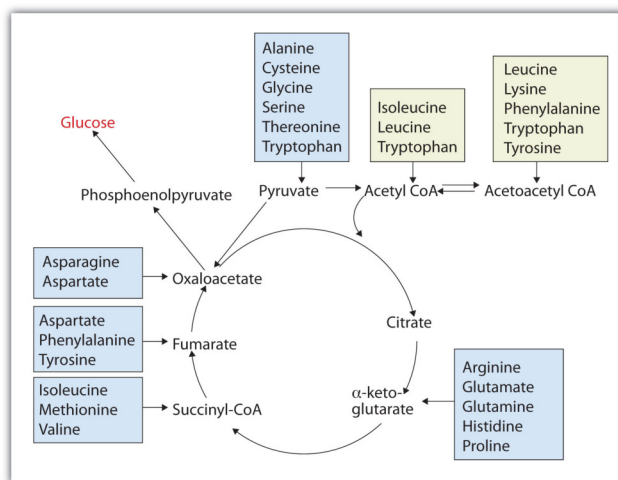 Alanine
Cysteine
Glycine
Serine
Thereonine
Tryptophan
Isoleucine
Leucine
Tryptophan
Leucine
Lysine
Phenylalanine
Tryptophan
Tyrosine
Glucose
Phosphoenolpyruvate
Pyruvate
Acetyl CoA
Acetoacetyl CoA
Asparagine
Aspartate
Oxaloacetate
Citrate
Aspartate
Phenylalanine
Tyrosine
Fumarate
Isoleucine
Methionine
Valine
Succinyl-CoA
α-keto-
glutarate
Arginine
Glutamate
Glutamine
Histidine
Proline